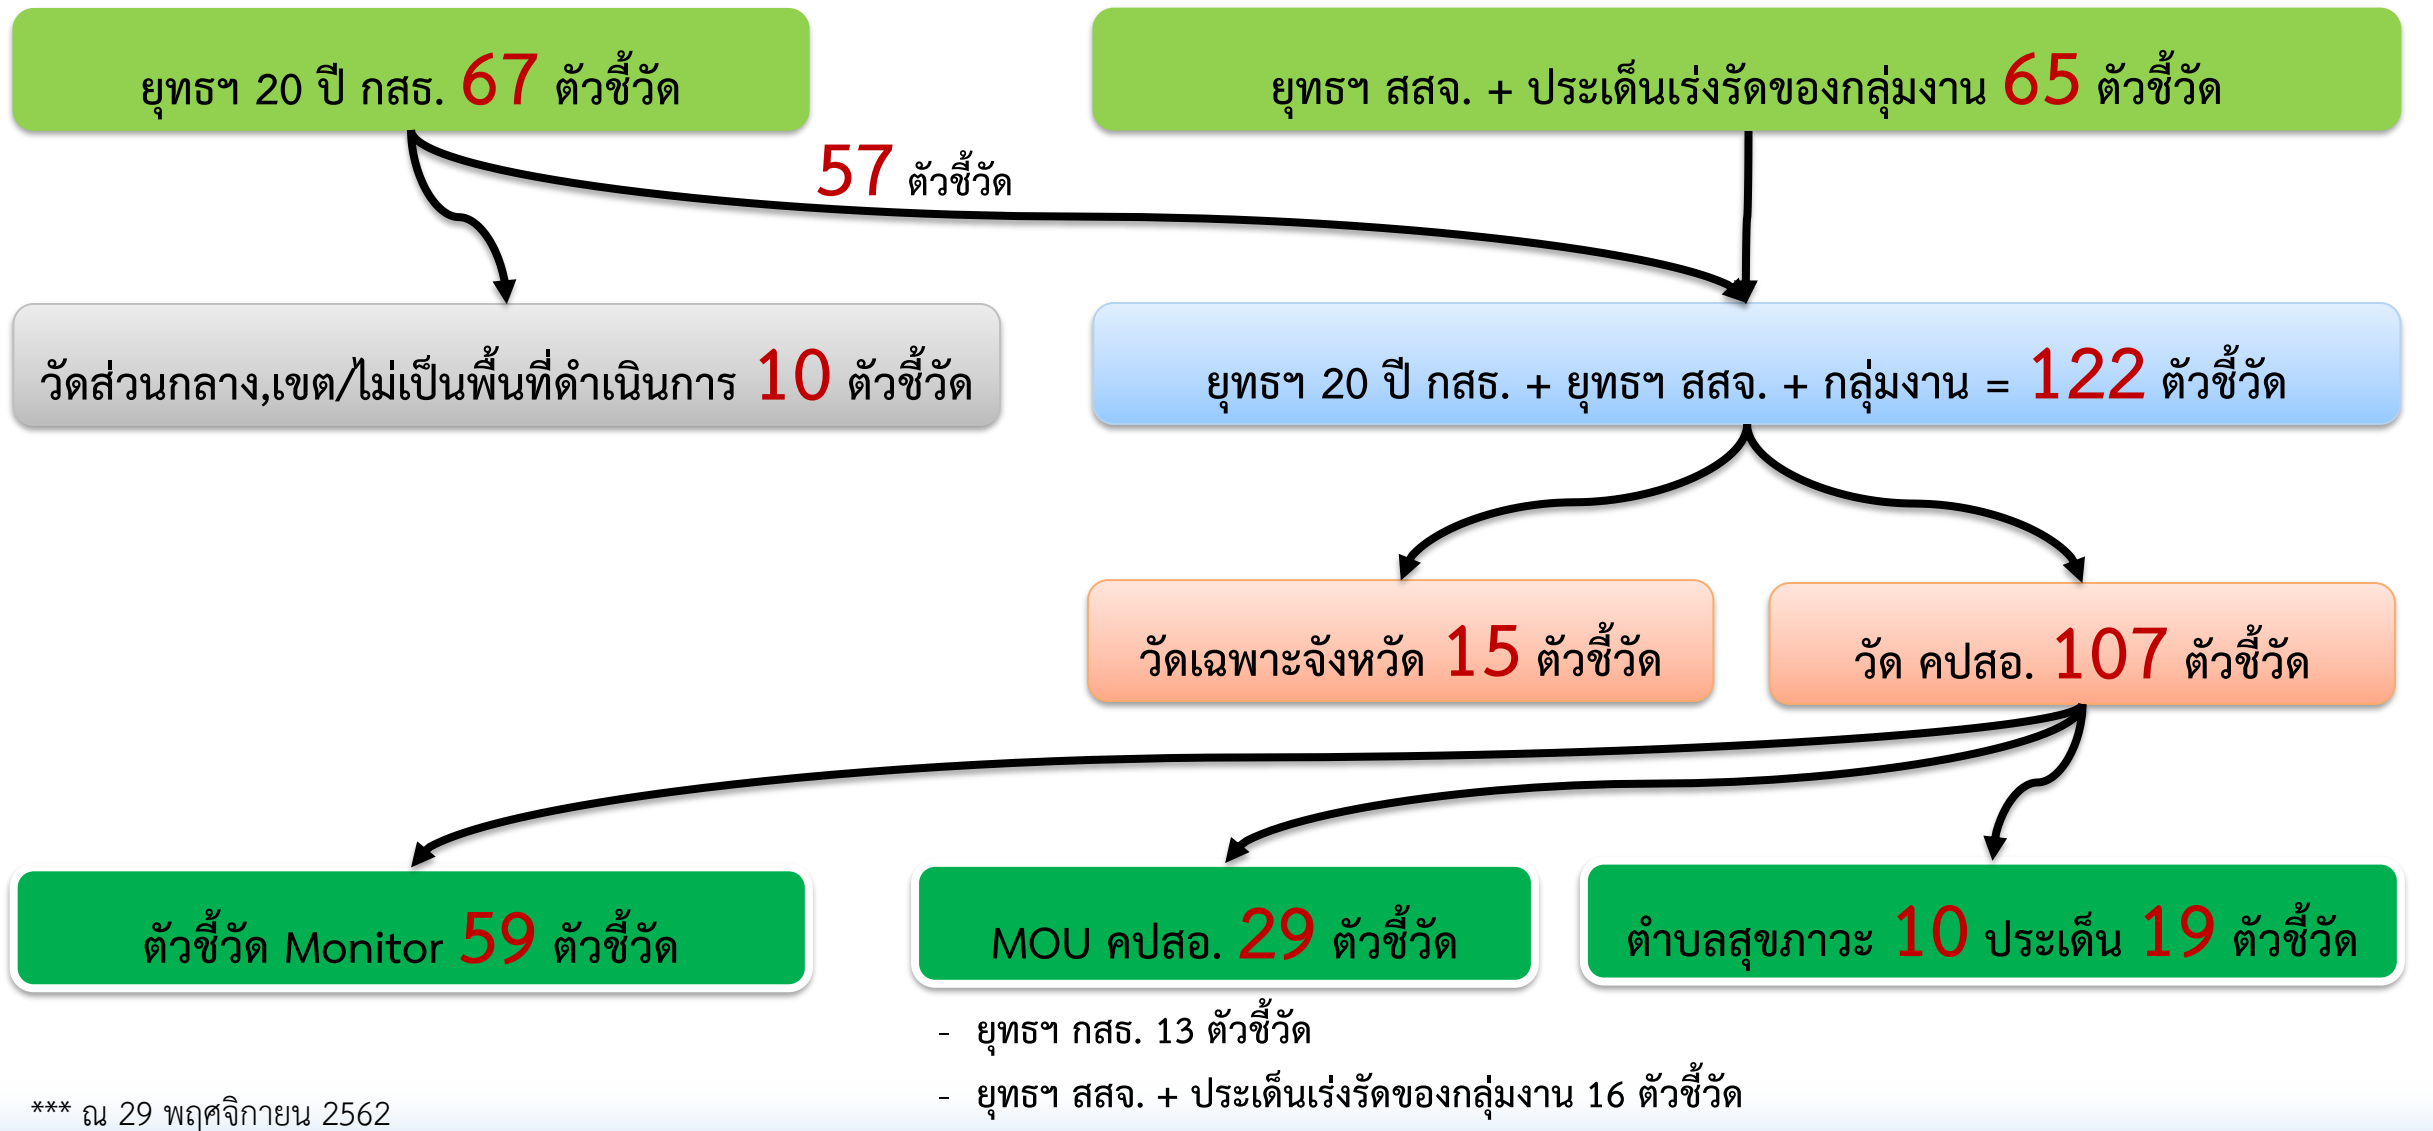 ยุทธฯ 20 ปี กสธ. 67 ตัวชี้วัด
ยุทธฯ สสจ. + ประเด็นเร่งรัดของกลุ่มงาน 65 ตัวชี้วัด
57 ตัวชี้วัด
วัดส่วนกลาง,เขต/ไม่เป็นพื้นที่ดำเนินการ 10 ตัวชี้วัด
ยุทธฯ 20 ปี กสธ. + ยุทธฯ สสจ. + กลุ่มงาน = 122 ตัวชี้วัด
วัดเฉพาะจังหวัด 15 ตัวชี้วัด
วัด คปสอ. 107 ตัวชี้วัด
ตัวชี้วัด Monitor 59 ตัวชี้วัด
MOU คปสอ. 29 ตัวชี้วัด
ตำบลสุขภาวะ 10 ประเด็น 19 ตัวชี้วัด
- ยุทธฯ กสธ. 13 ตัวชี้วัด
- ยุทธฯ สสจ. + ประเด็นเร่งรัดของกลุ่มงาน 16 ตัวชี้วัด
*** ณ 29 พฤศจิกายน 2562